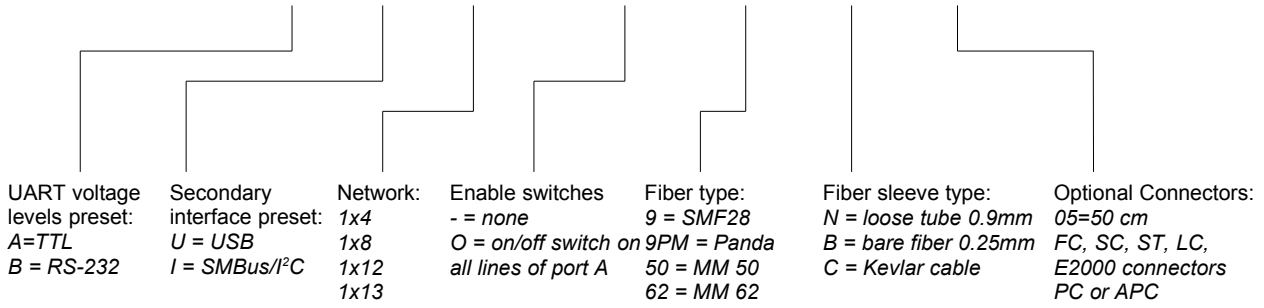 UART voltage
levels preset:
A=TTL
B = RS-232
Secondary
interface preset:
U = USB
I = SMBus/I²C
Network:
1x4
1x8
1x12
1x13
Enable switches
- = none
O = on/off switch on
all lines of port A
Fiber type:
9 = SMF28
9PM = Panda
50 = MM 50
62 = MM 62
Fiber sleeve type:
N = loose tube 0.9mm
B = bare fiber 0.25mm
C = Kevlar cable
Optional Connectors:
05=50 cm
FC, SC, ST, LC,
E2000 connectors
PC or APC